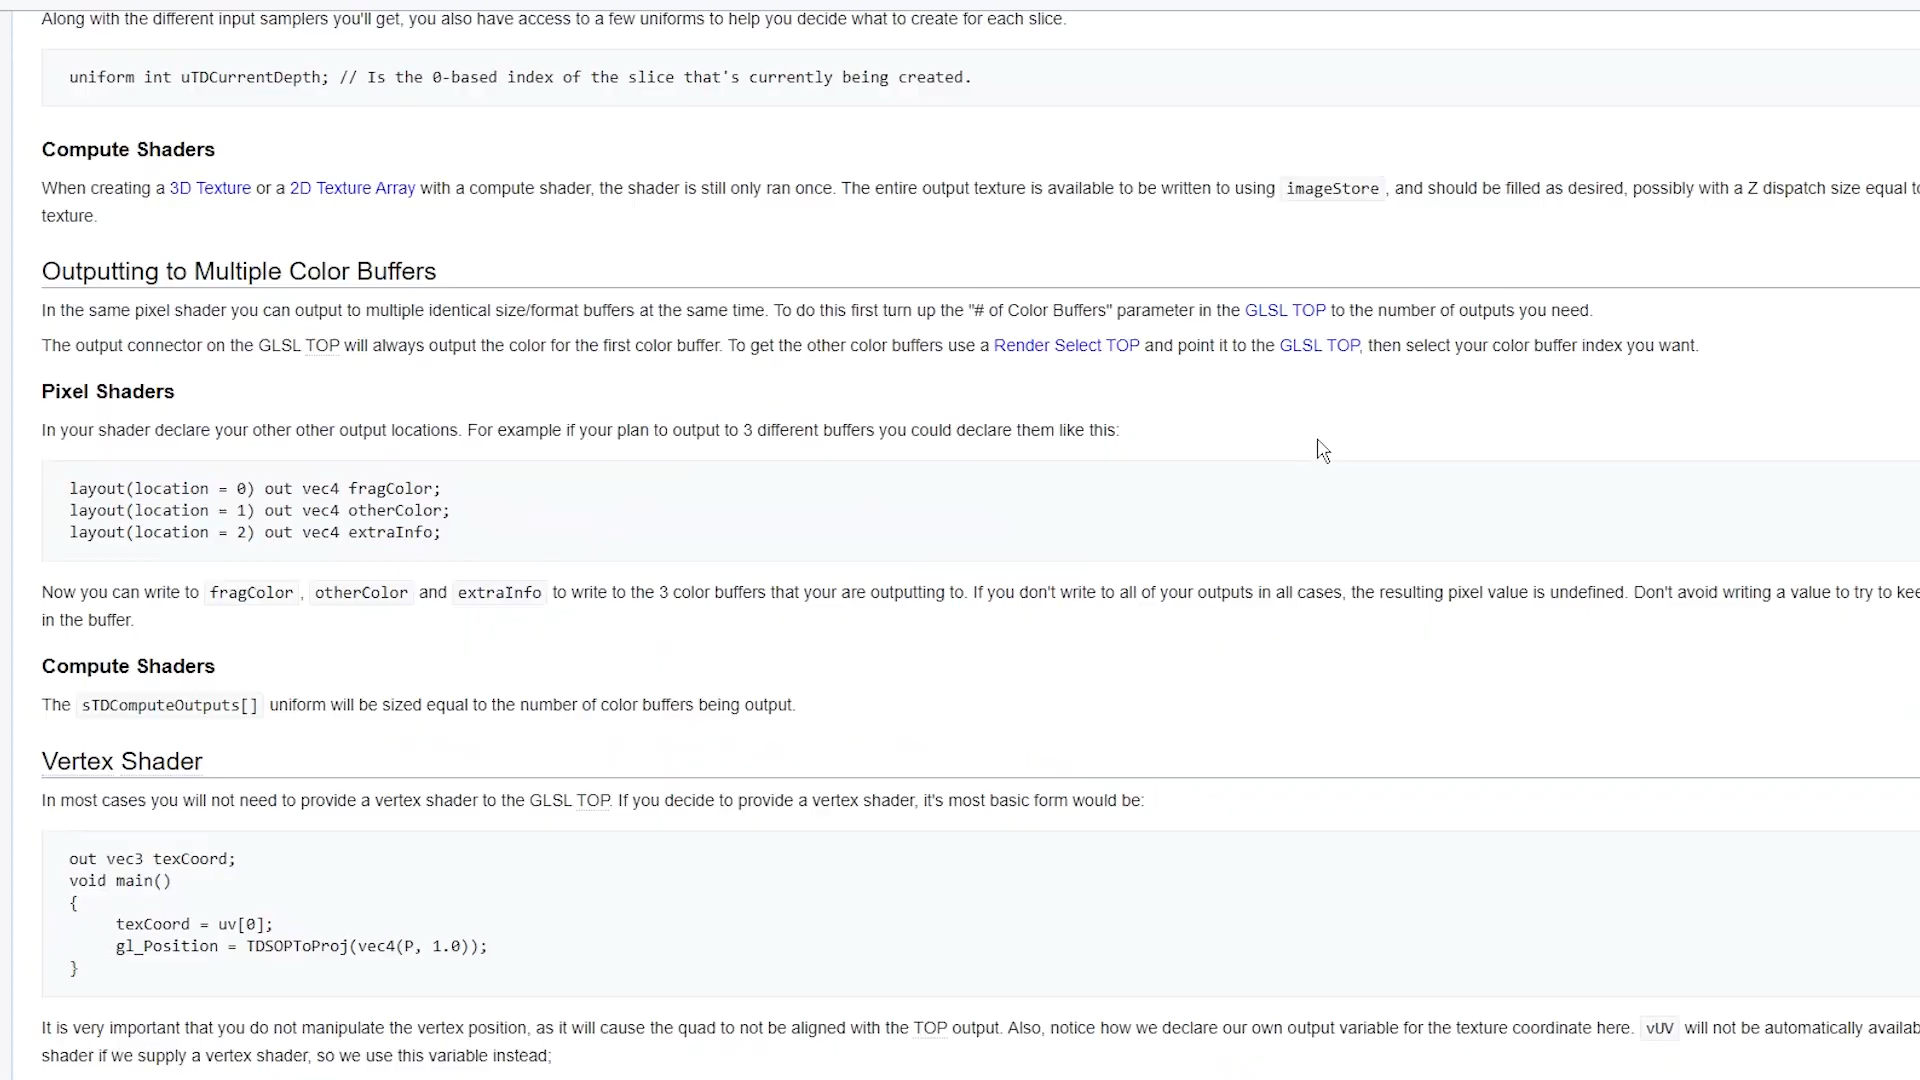 Along with the different input samplers you'll get, you also have access to a few uniforms to help you decide what to create for each slice.
uniform int uTDCurrentDepth; // Is the 0-based index of the slice that's currently being created.
Compute Shaders
When creating a 3D Texture or a 2D Texture Array with a compute shader, the shader is still only ran once. The entire output texture is available to be written to using imageStore , and should be filled as desired, possibly with a Z dispatch size equal
texture.
Outputting to Multiple Color Buffers
In the same pixel shader you can output to multiple identical size/format buffers at the same time. To do this first turn up the "# of Color Buffers" parameter in the GLSL TOP to the number of outputs you need.
The output connector on the GLSL TOP will always output the color for the first color buffer. To get the other color buffers use a Render Select TOP and point it to the GLSL TOP, then select your color buffer index you want.
Pixel Shaders
In your shader declare your other other output locations. For example if your plan to output to 3 different buffers you could declare them like this:
layout(location = 0) out vec4 fragColor;
layout(location = 1) out vec4 otherColor;
layout(location = 2) out vec4 extraInfo;
Now you can write to fragColor , otherColor and extraInfo to write to the 3 color buffers that your are outputting to. If you don't write to all of your outputs in all cases, the resulting pixel value is undefined. Don't avoid writing a value to try to
in the buffer.
Compute Shaders
The sTDComputeOutputs[] uniform will be sized equal to the number of color buffers being output.
Vertex Shader
In most cases you will not need to provide a vertex shader to the GLSL TOP. If you decide to provide a vertex shader, it's most basic form would be:
out vec3 texCoord;
void main()
{
texCoord = uv[0];
gl_Position = TDSOPToProj(vec4(P, 1.0));
}
It is very important that you do not manipulate the vertex position, as it will cause the quad to not be aligned with the TOP output. Also, notice how we declare our own output variable for the texture coordinate here. vUV will not be automatically
shader if we supply a vertex shader, so we use this variable instead;